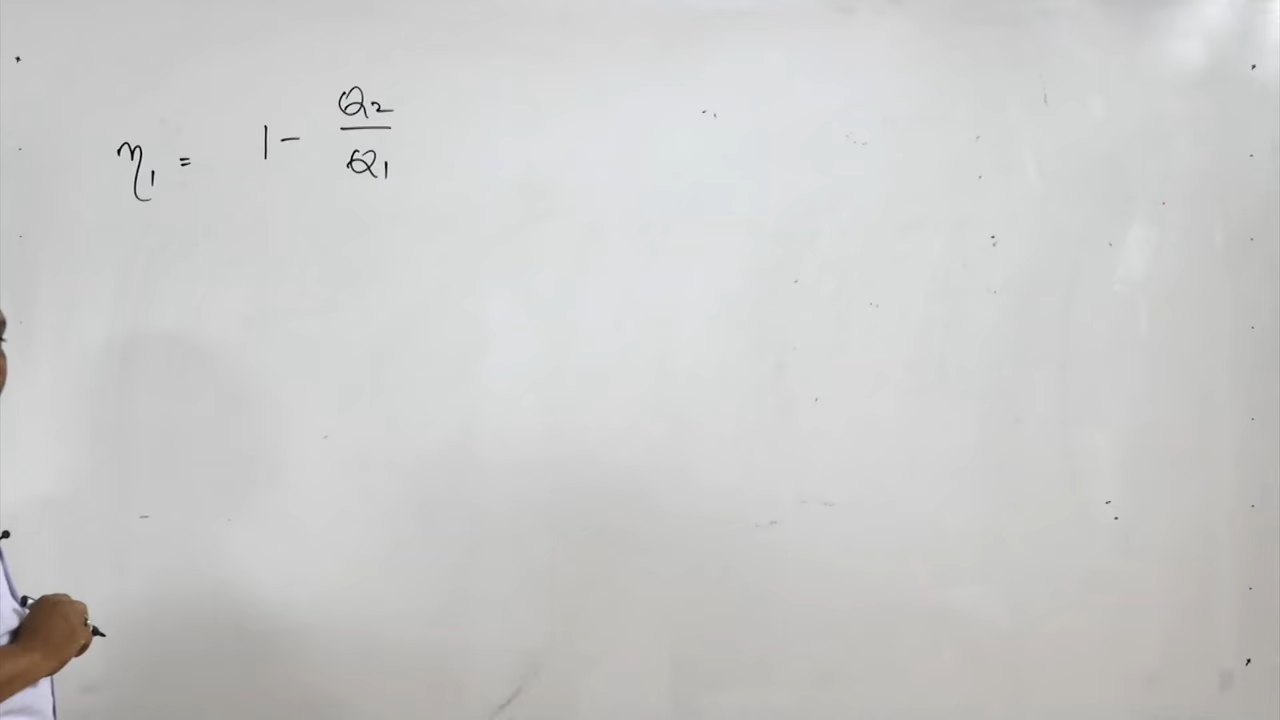 η₁ = 1 - Q₂/Q₁